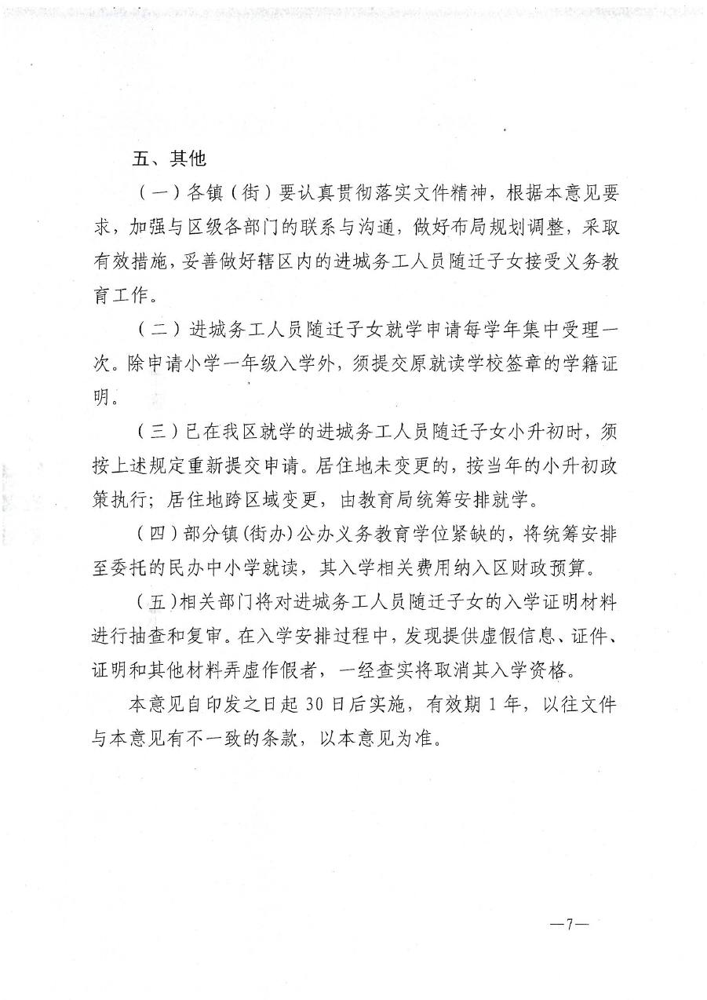 五、其他
（一）各镇（街）要认真贯彻落实文件精神，根据本意见要
求，加强与区级各部门的联系与沟通，做好布局规划调整，采取
有效措施，妥善做好辖区内的进城务工人员随迁子女接受义务教
育工作。
（二）进城务工人员随迁子女就学申请每学年集中受理一
次。除申请小学一年级入学外，须提交原就读学校签章的学籍证
明。
（三）已在我区就学的进城务工人员随迁子女小升初时，须
按上述规定重新提交申请。居住地未变更的，按当年的小升初政
策执行；居住地跨区域变更，由教育局统筹安排就学。
（四）部分镇(街办)公办义务教育学位紧缺的，将统筹安排
至委托的民办中小学就读，其入学相关费用纳入区财政预算。
（五）相关部门将对进城务工人员随迁子女的入学证明材料
进行抽查和复审。在入学安排过程中，发现提供虚假信息、证件、
证明和其他材料弄虚作假者，一经查实将取消其入学资格。
本意见自印发之日起 30 日后实施，有效期 1 年，以往文件
与本意见有不一致的条款，以本意见为准。
—7—